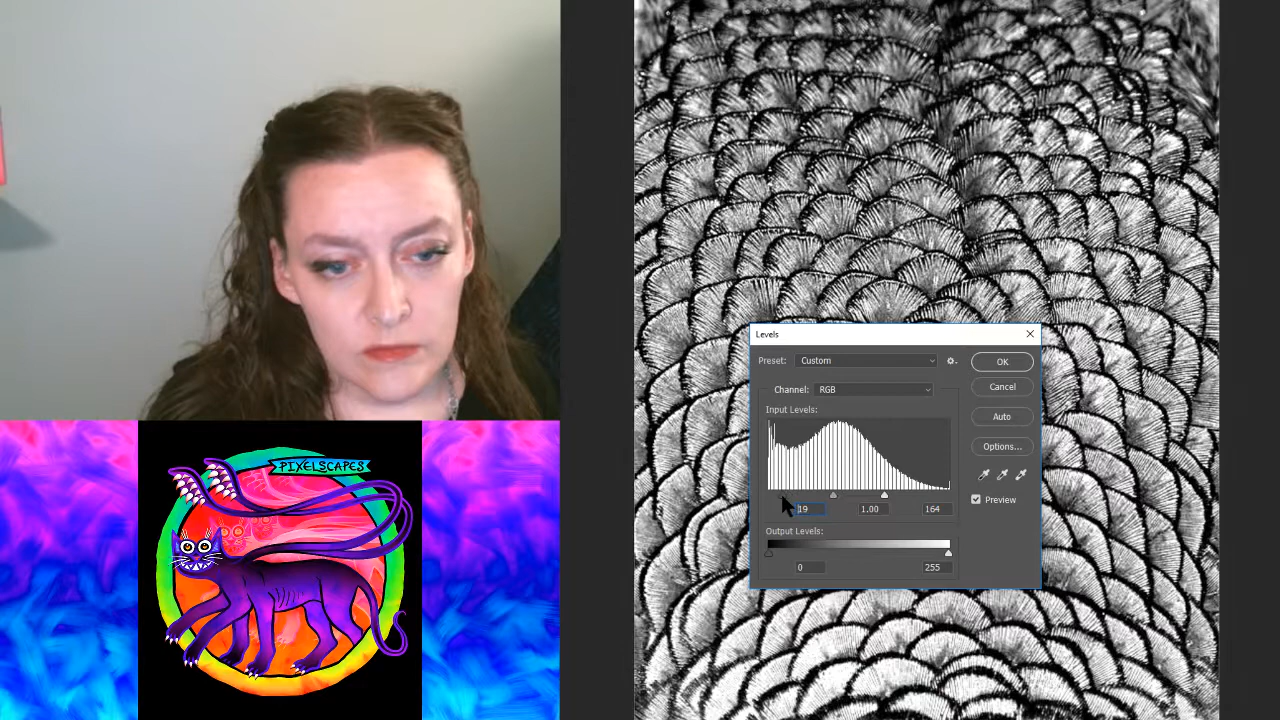 PIXELSCAPES
Levels
Preset: Custom
OK
Channel: RGB
Cancel
Input Levels:
Auto
Options...
Preview
19 1.00 164
Output Levels:
0 255